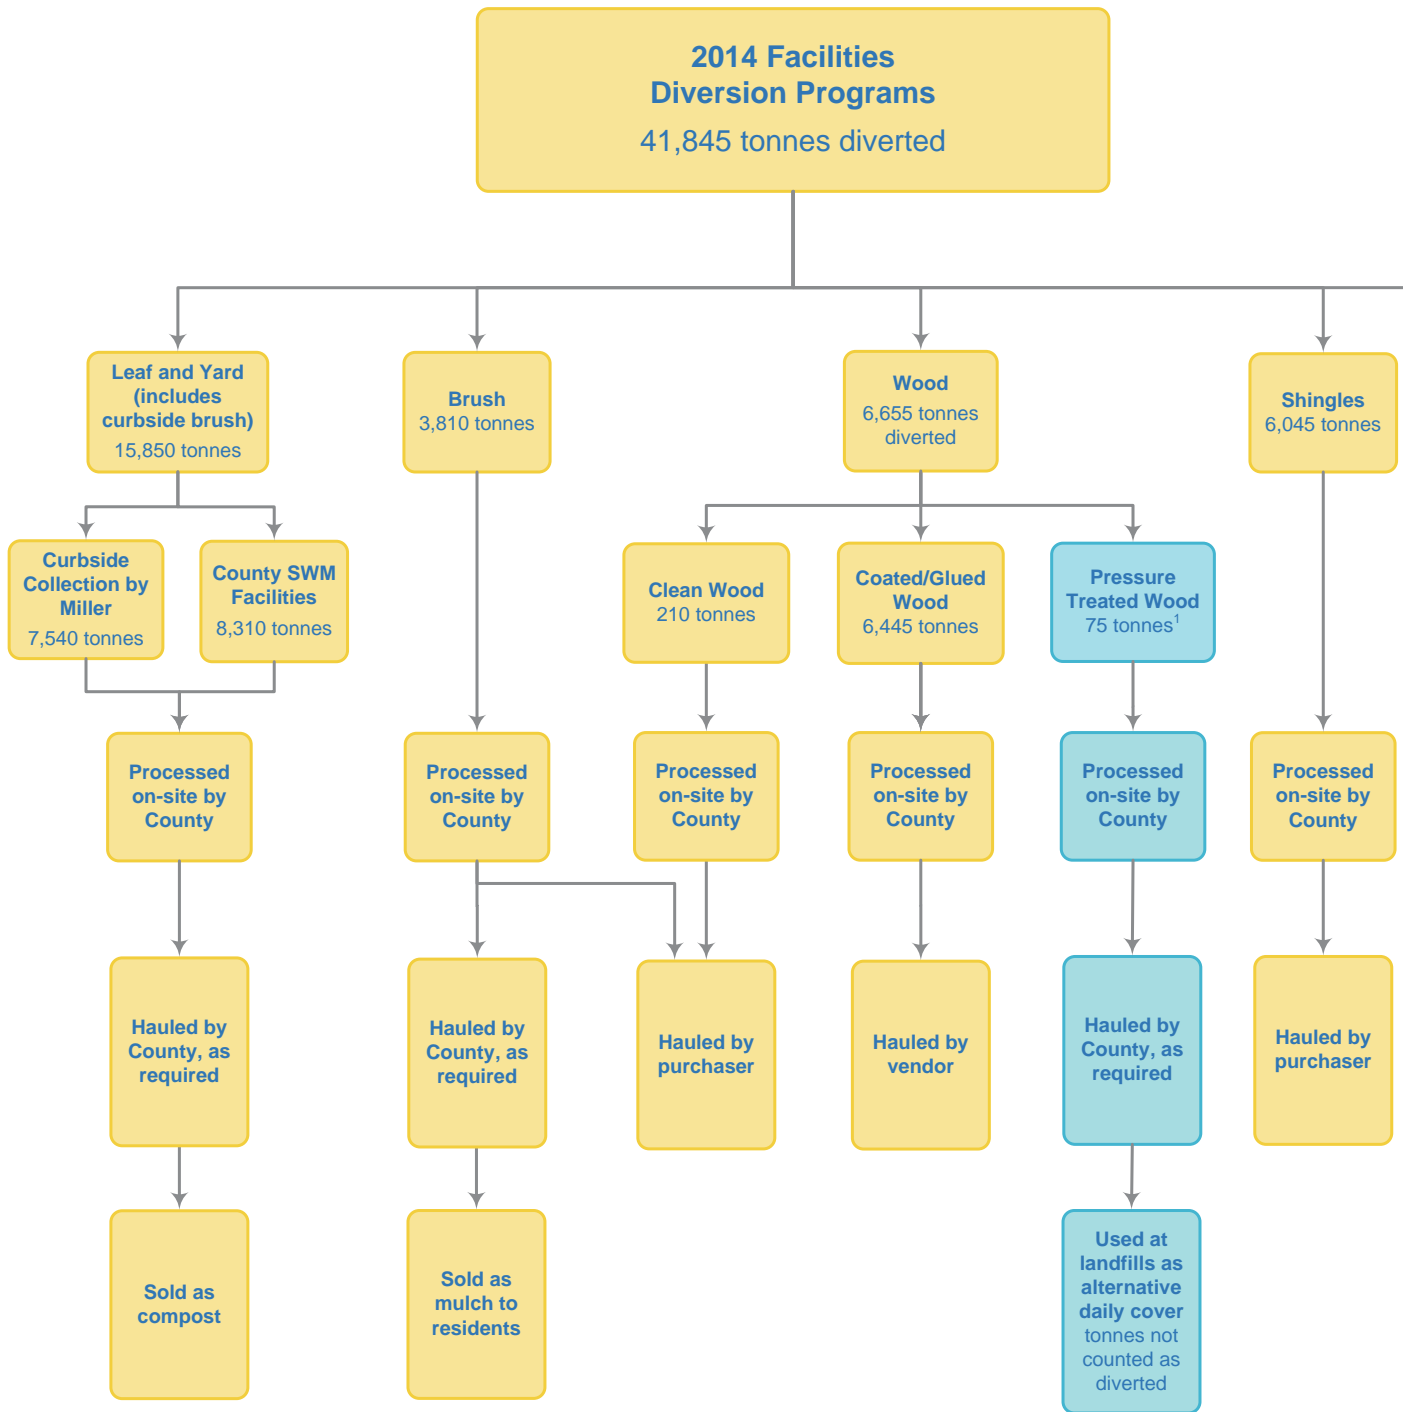 2014 Facilities
Diversion Programs
41,845 tonnes diverted
Leaf and Yard
(includes
curbside brush)
15,850 tonnes
Brush
3,810 tonnes
Wood
6,655 tonnes
diverted
Shingles
6,045 tonnes
Curbside
Collection by
Miller
7,540 tonnes
County SWM
Facilities
8,310 tonnes
Clean Wood
210 tonnes
Coated/Glued
Wood
6,445 tonnes
Pressure
Treated Wood
75 tonnes¹
Processed
on-site by
County
Processed
on-site by
County
Processed
on-site by
County
Processed
on-site by
County
Processed
on-site by
County
Processed
on-site by
County
Hauled by
County, as
required
Hauled by
County, as
required
Hauled by
purchaser
Hauled by
vendor
Hauled by
County, as
required
Hauled by
purchaser
Sold as
compost
Sold as
mulch to
residents
Used at
landfills as
alternative
daily cover
tonnes not
counted as
diverted